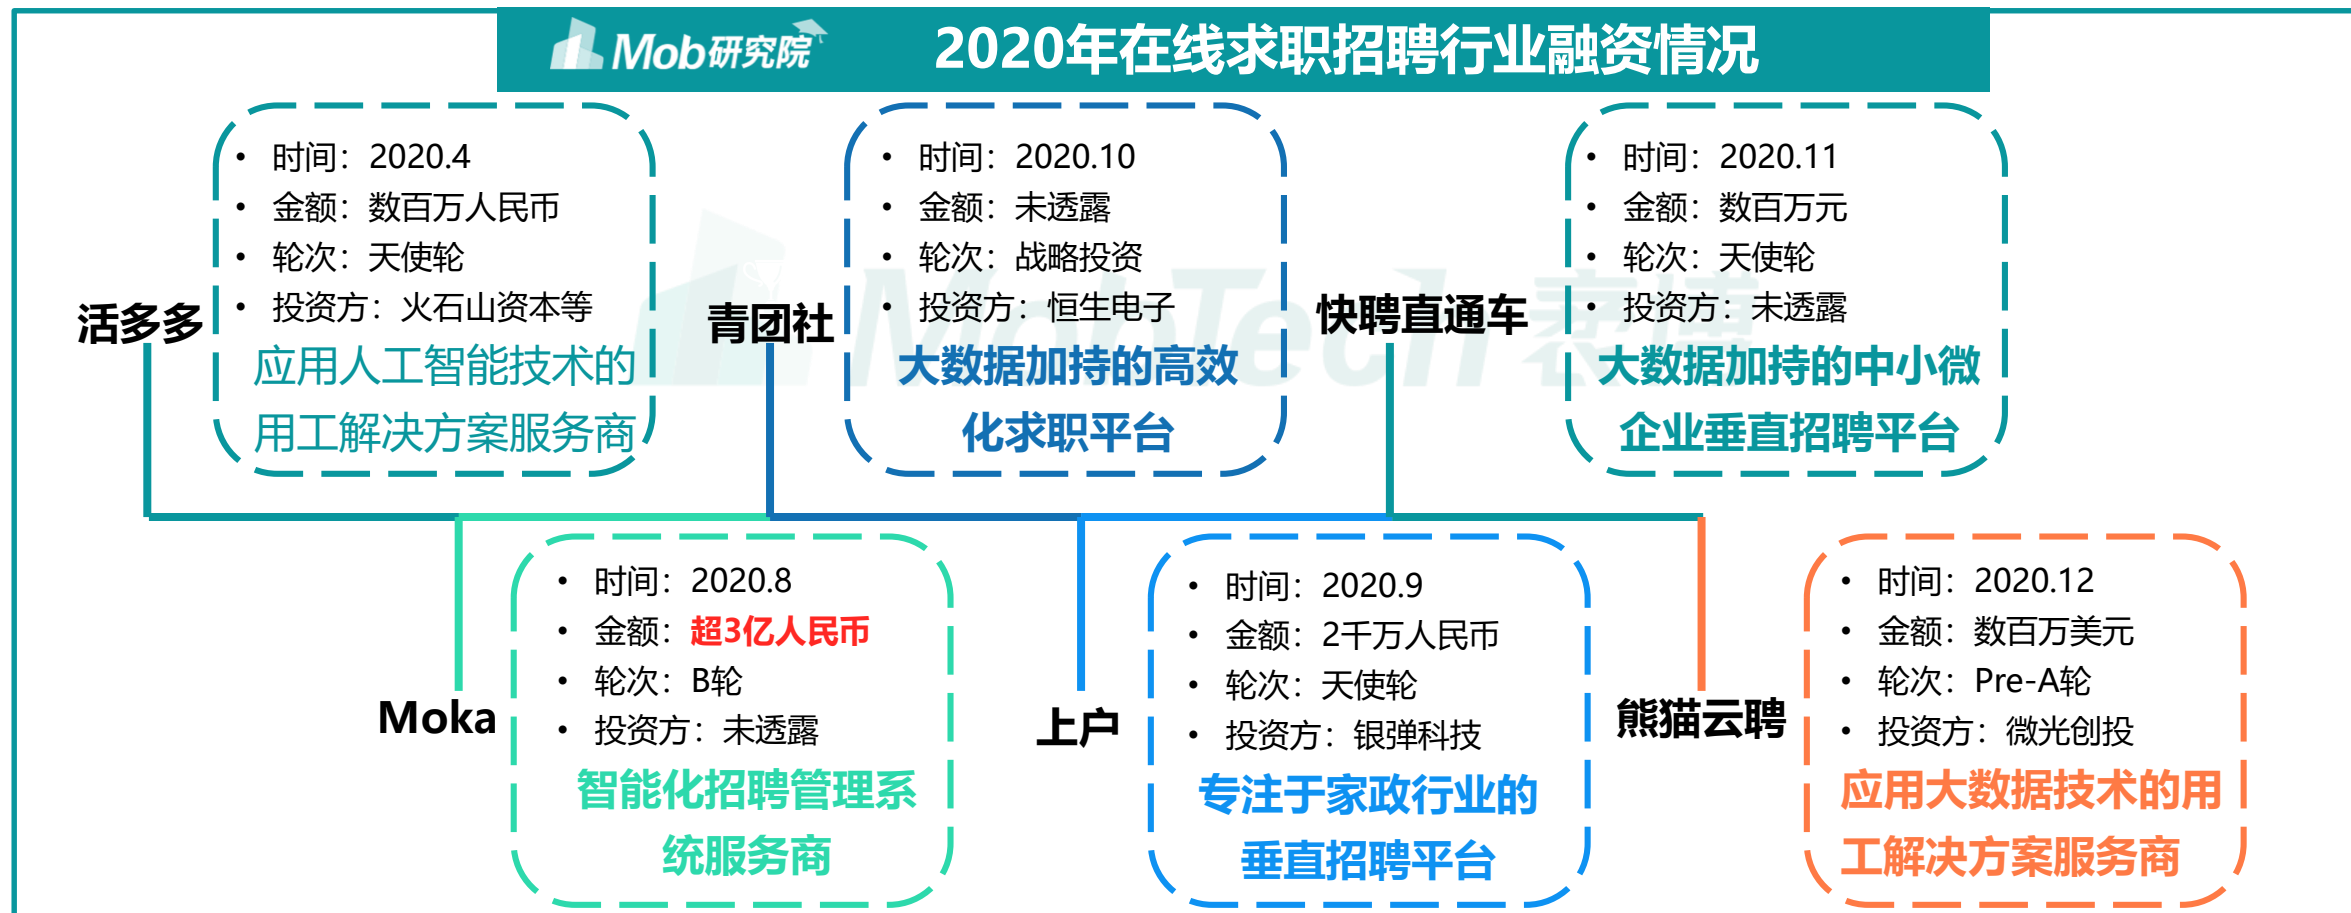 Mob研究院
2020年在线求职招聘行业融资情况
活多多
• 时间：2020.4
• 金额：数百万人民币
• 轮次：天使轮
• 投资方：火石山资本等
应用人工智能技术的
用工解决方案服务商
青团社
• 时间：2020.10
• 金额：未透露
• 轮次：战略投资
• 投资方：恒生电子
大数据加持的高效
化求职平台
快聘直通车
• 时间：2020.11
• 金额：数百万元
• 轮次：天使轮
• 投资方：未透露
大数据加持的中小微
企业垂直招聘平台
MobTech 袤博
Moka
• 时间：2020.8
• 金额：超3亿人民币
• 轮次：B轮
• 投资方：未透露
智能化招聘管理系
统服务商
上户
• 时间：2020.9
• 金额：2千万人民币
• 轮次：天使轮
• 投资方：银弹科技
专注于家政行业的
垂直招聘平台
熊猫云聘
• 时间：2020.12
• 金额：数百万美元
• 轮次：Pre-A轮
• 投资方：微光创投
应用大数据技术的用
工解决方案服务商